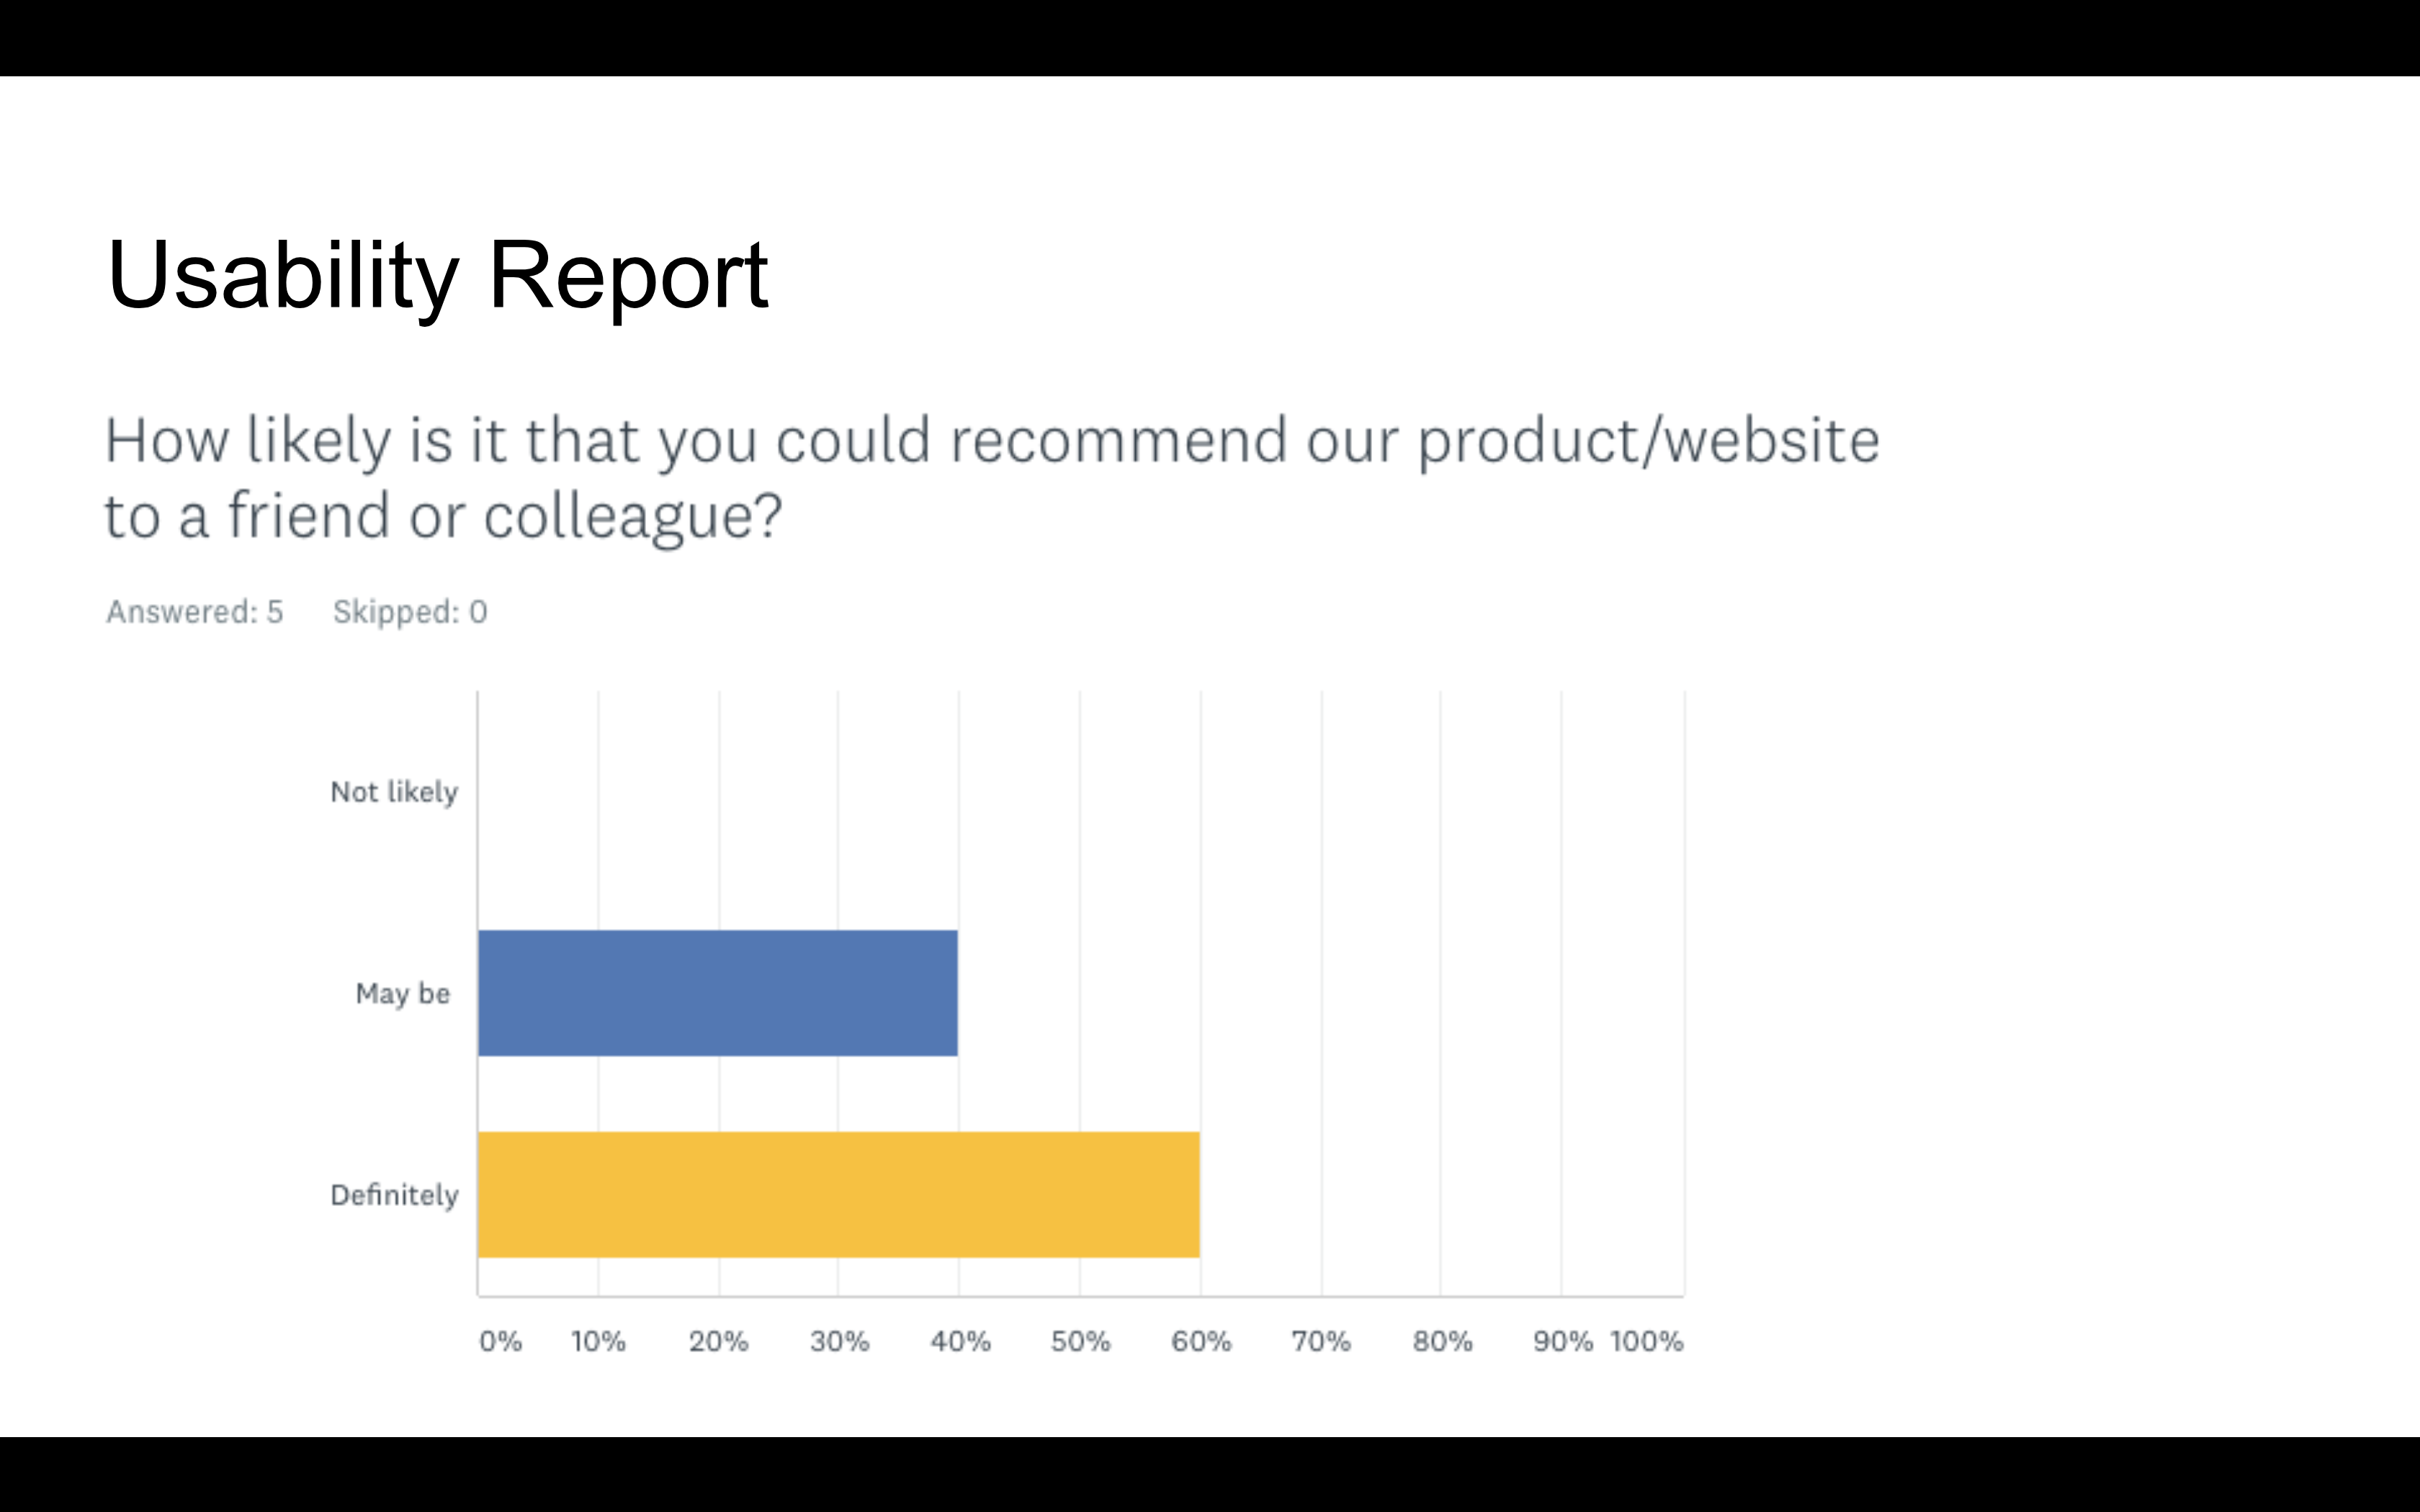 Usability Report
How likely is it that you could recommend our product/website
to a friend or colleague?
Answered: 5 Skipped: 0
Not likely
May be
Definitely
0% 10% 20% 30% 40% 50% 60% 70% 80% 90% 100%